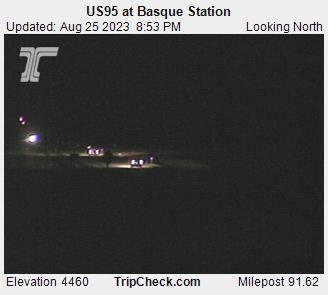 US95 at Basque Station
Updated: Aug 25 2023 8:53 PM Looking North
Elevation 4460 TripCheck.com Milepost 91.62